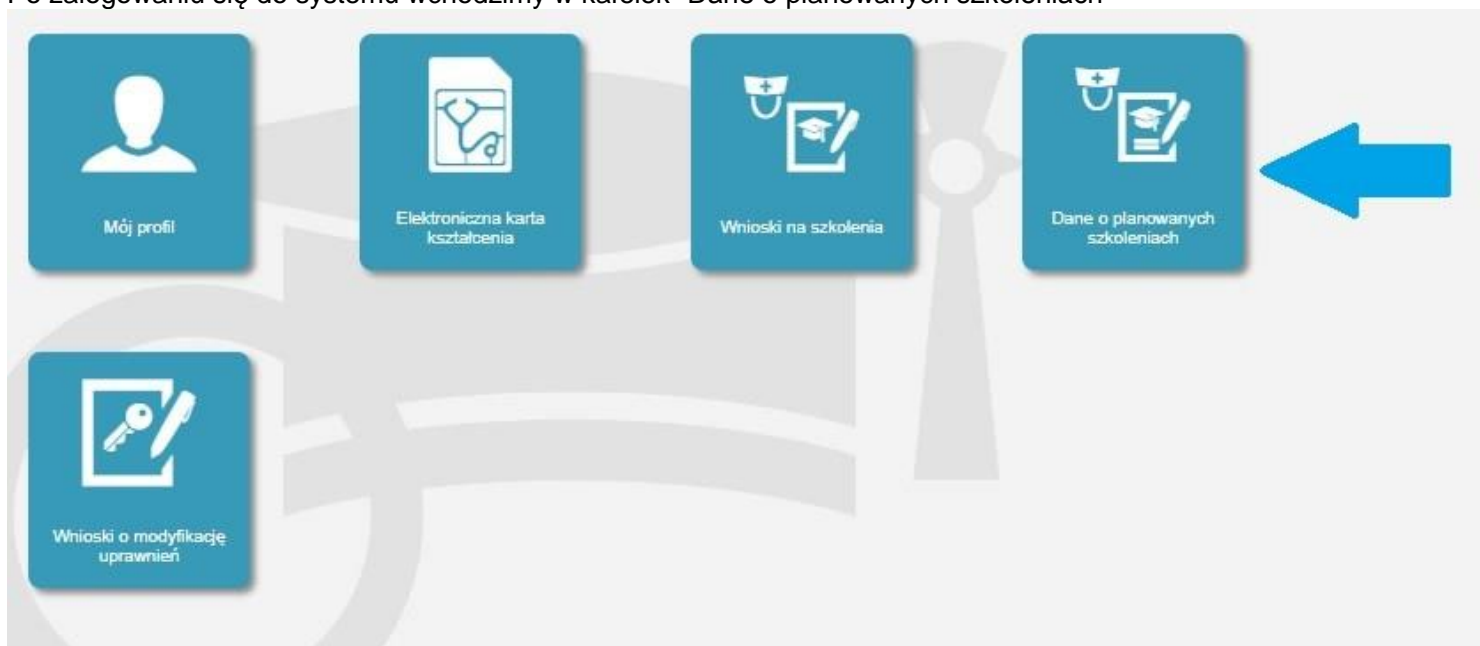 Po zalogowaniu się do systemu wchodzimy w kafelek "Dane o planowanych szkoleniach"
Mój profil
Elektroniczna karta
kształcenia
Wnioski na szkolenia
Dane o planowanych
szkoleniach
Wnioski o modyfikację
uprawnień